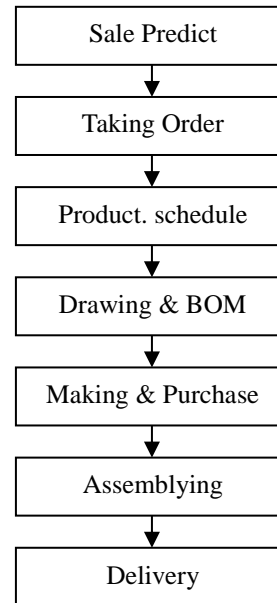 Sale Predict
Taking Order
Product. schedule
Drawing & BOM
Making & Purchase
Assemblying
Delivery